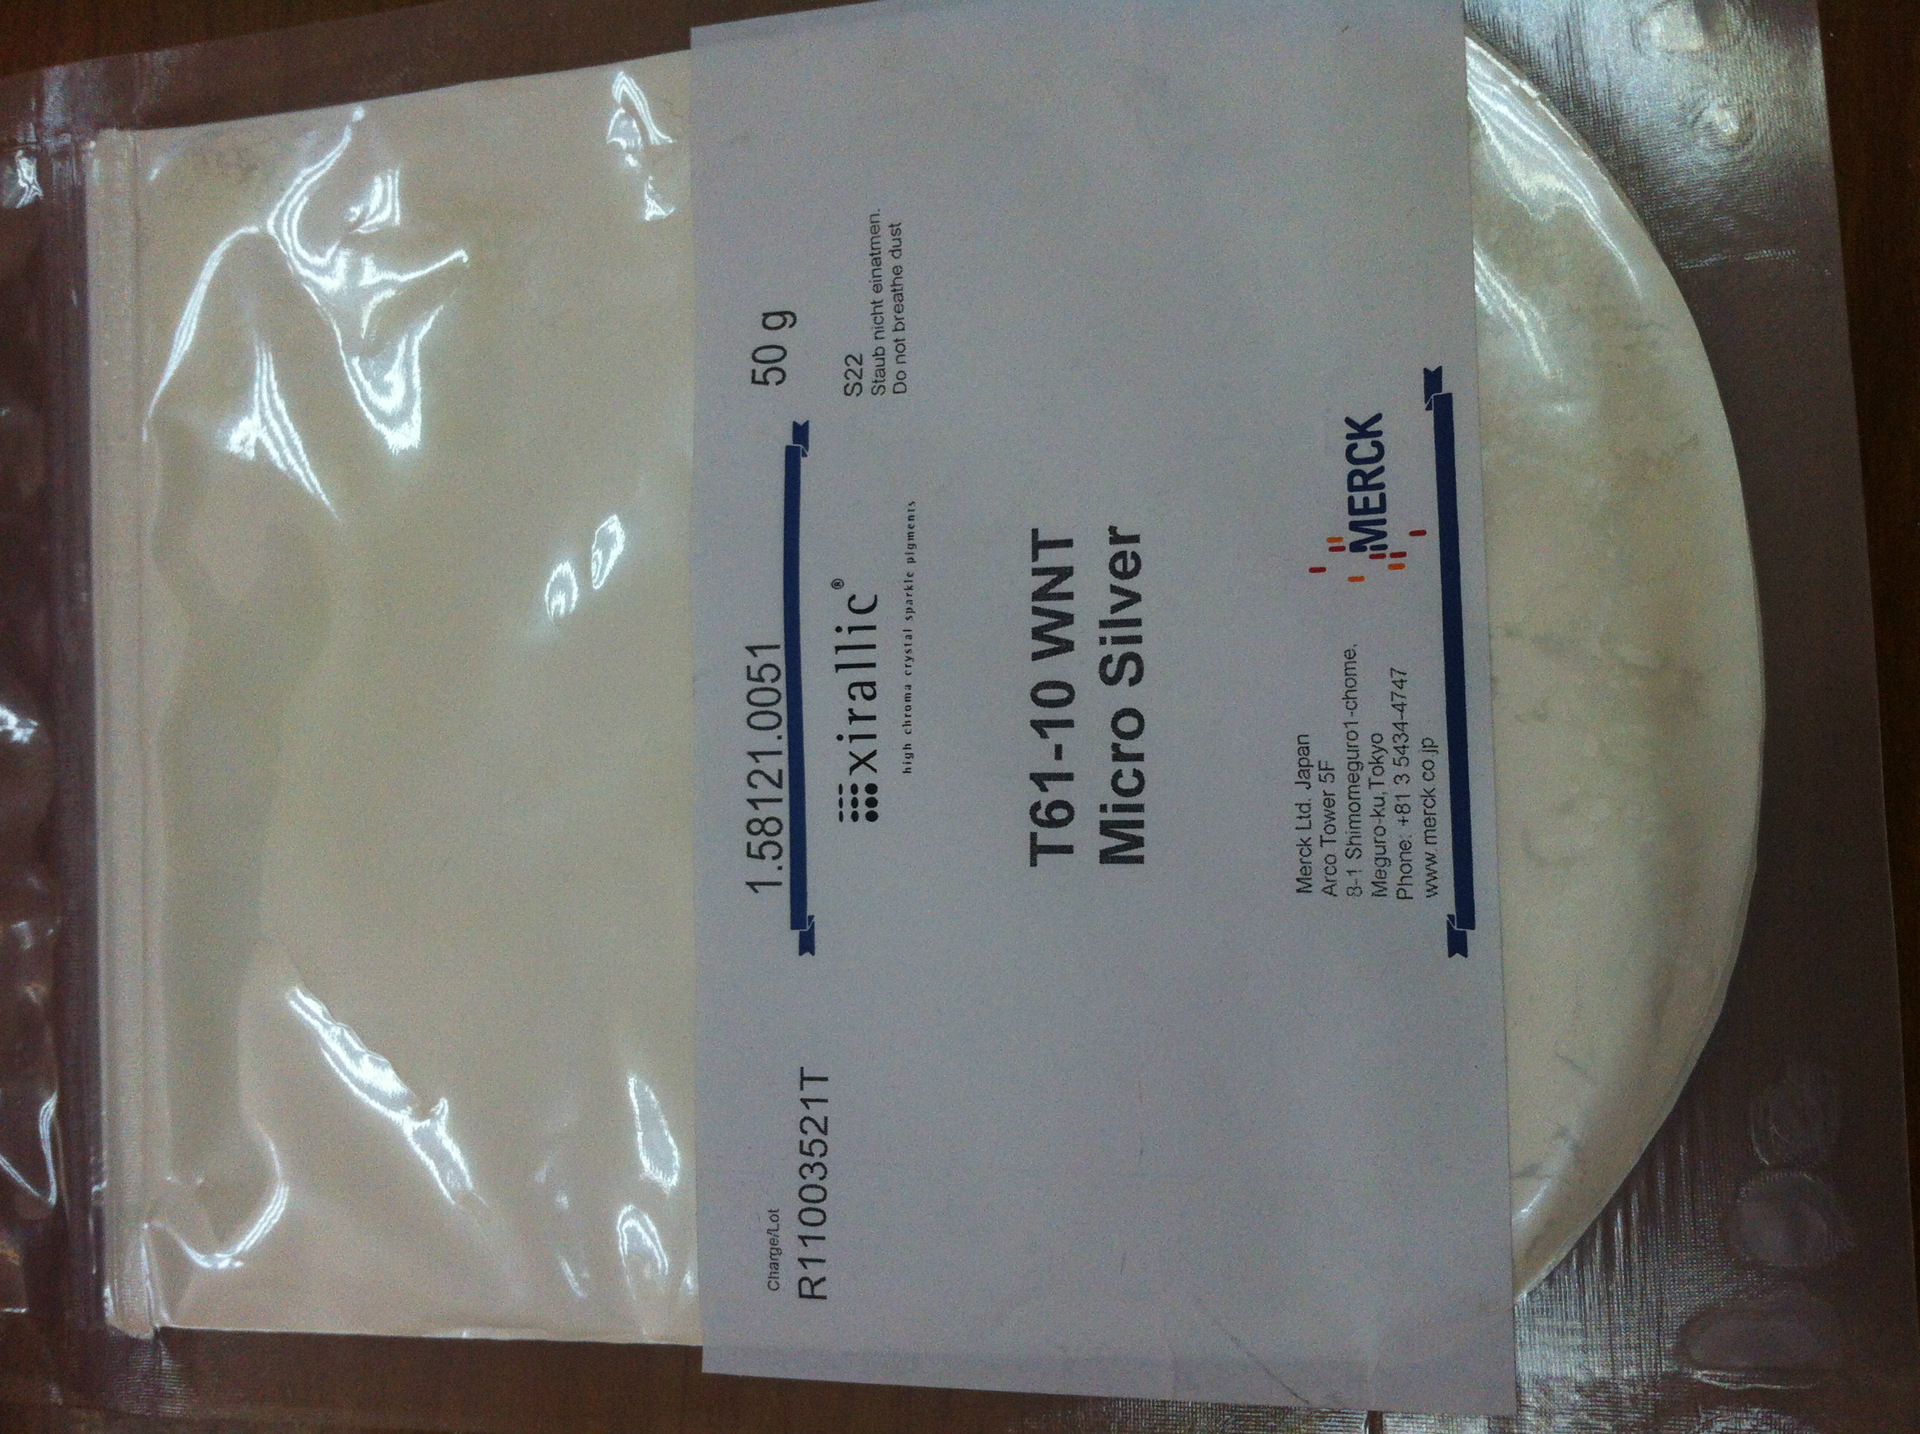 1.58121.0051
50 g
Charge/Lot
R11003521T
xirallic®
high chroma crystal sparkle pigments
S22
Staub nicht einatmen.
Do not breathe dust
T61-10 WNT
Micro Silver
Merck Ltd. Japan
Arco Tower 5F
8-1 Shimomeguro1-chome,
Meguro-ku,Tokyo
Phone: +81 3 5434-4747
www.merck.co.jp
MERCK